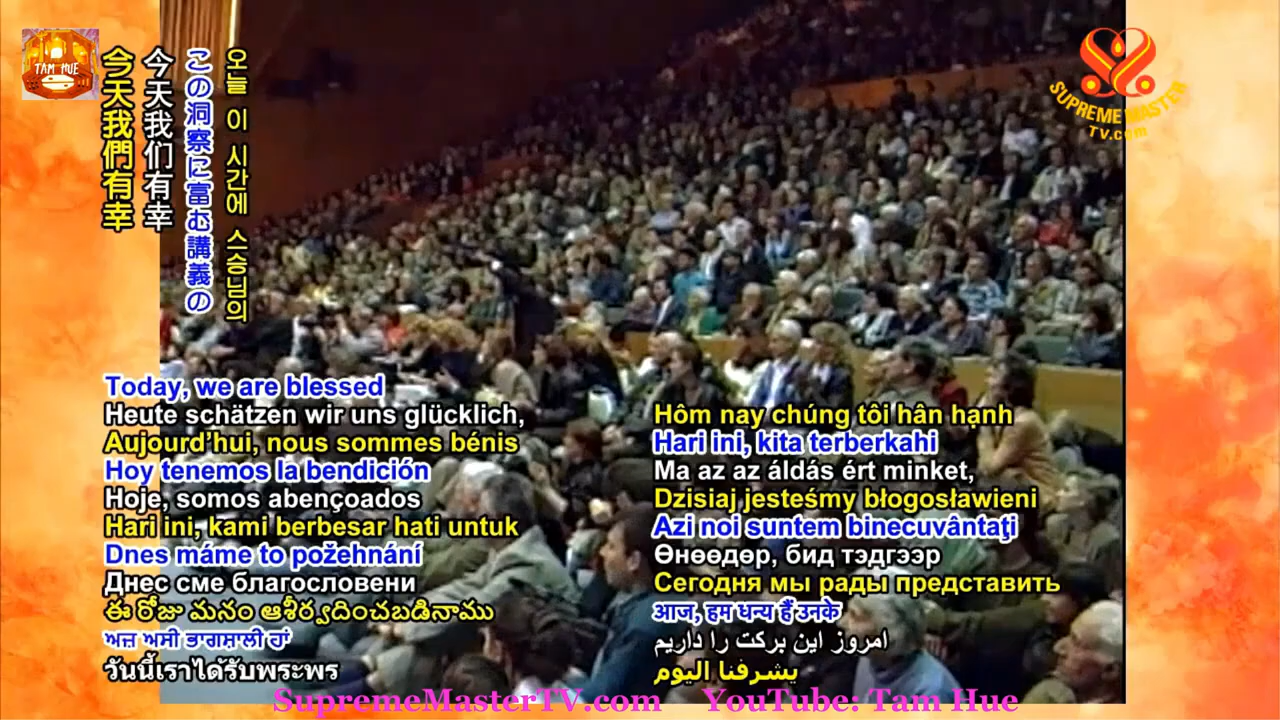 TAM HUE
今天我們有幸
今天我们有幸
この洞察に富む講義の
오늘 이 시간에 스승님의
SUPREME MASTER
TV.com
Today, we are blessed
Heute schätzen wir uns glücklich,
Aujourd'hui, nous sommes bénis
Hoy tenemos la bendición
Hoje, somos abençoados
Hari ini, kami berbesar hati untuk
Dnes máme to požehnání
Днес сме благословени
ఈ రోజు మనం ఆశీర్వదించబడినాము
ਅਜ਼ ਅਸੀ ਭਾਗਸ਼ਾਲੀ ਹਾਂ
วันนี้เราได้รับพระพร
Hôm nay chúng tôi hân hạnh
Hari ini, kita terberkahi
Ma az az áldás ért minket,
Dzisiaj jesteśmy błogosławieni
Azi noi suntem binecuvântaţi
Өнөөдөр, бид тэдгээр
Сегодня мы рады представить
आज, हम धन्य हैं उनके
امروز این برکت را داریم
يشرفنا اليوم
SupremeMasterTV.com YouTube: Tam Hue